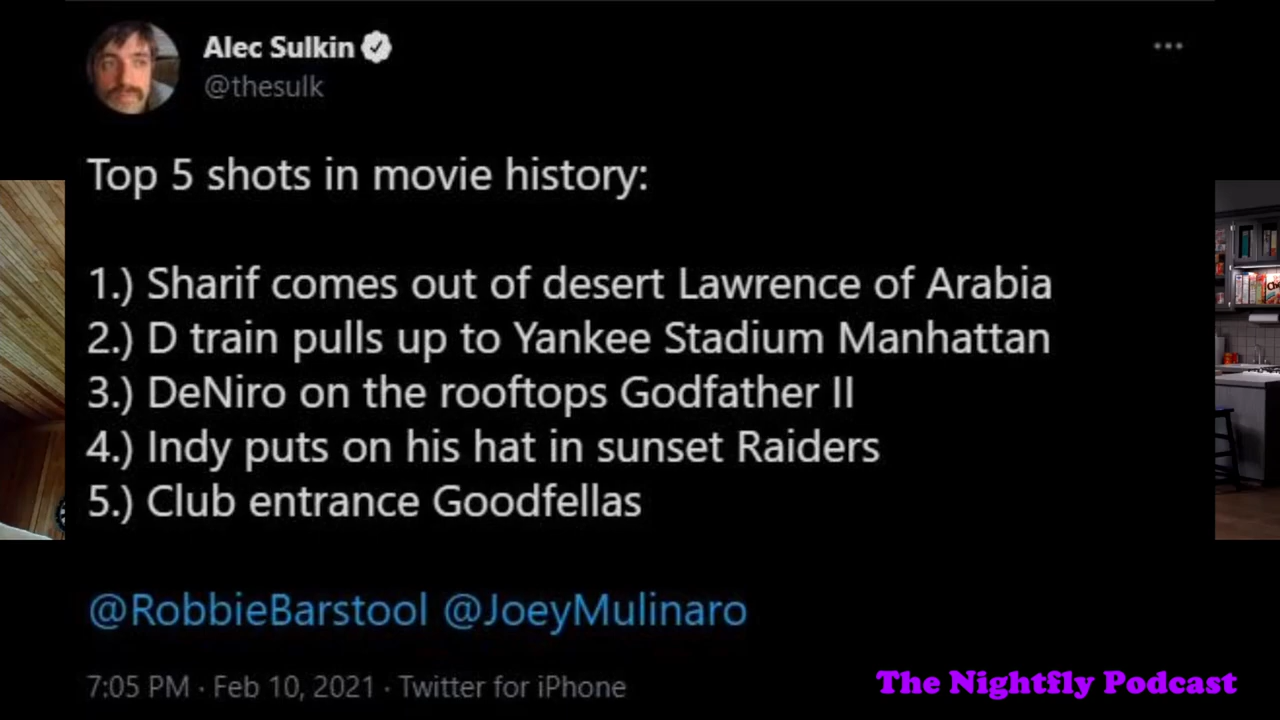 Alec Sulkin
@thesulk
Top 5 shots in movie history:
1.) Sharif comes out of desert Lawrence of Arabia
2.) D train pulls up to Yankee Stadium Manhattan
3.) DeNiro on the rooftops Godfather II
4.) Indy puts on his hat in sunset Raiders
5.) Club entrance Goodfellas
@RobbieBarstool @JoeyMulinaro
7:05 PM · Feb 10, 2021 · Twitter for iPhone
The Nightfly Podcast